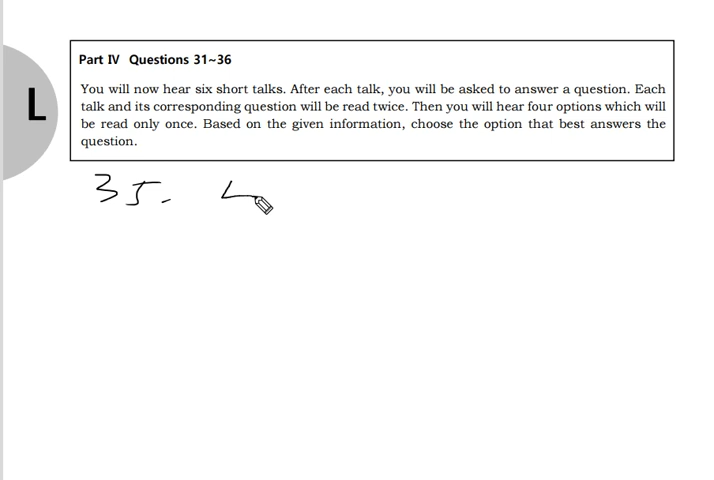 Part IV Questions 31~36
You will now hear six short talks. After each talk, you will be asked to answer a question. Each
talk and its corresponding question will be read twice. Then you will hear four options which will
be read only once. Based on the given information, choose the option that best answers the
question.
L
35.